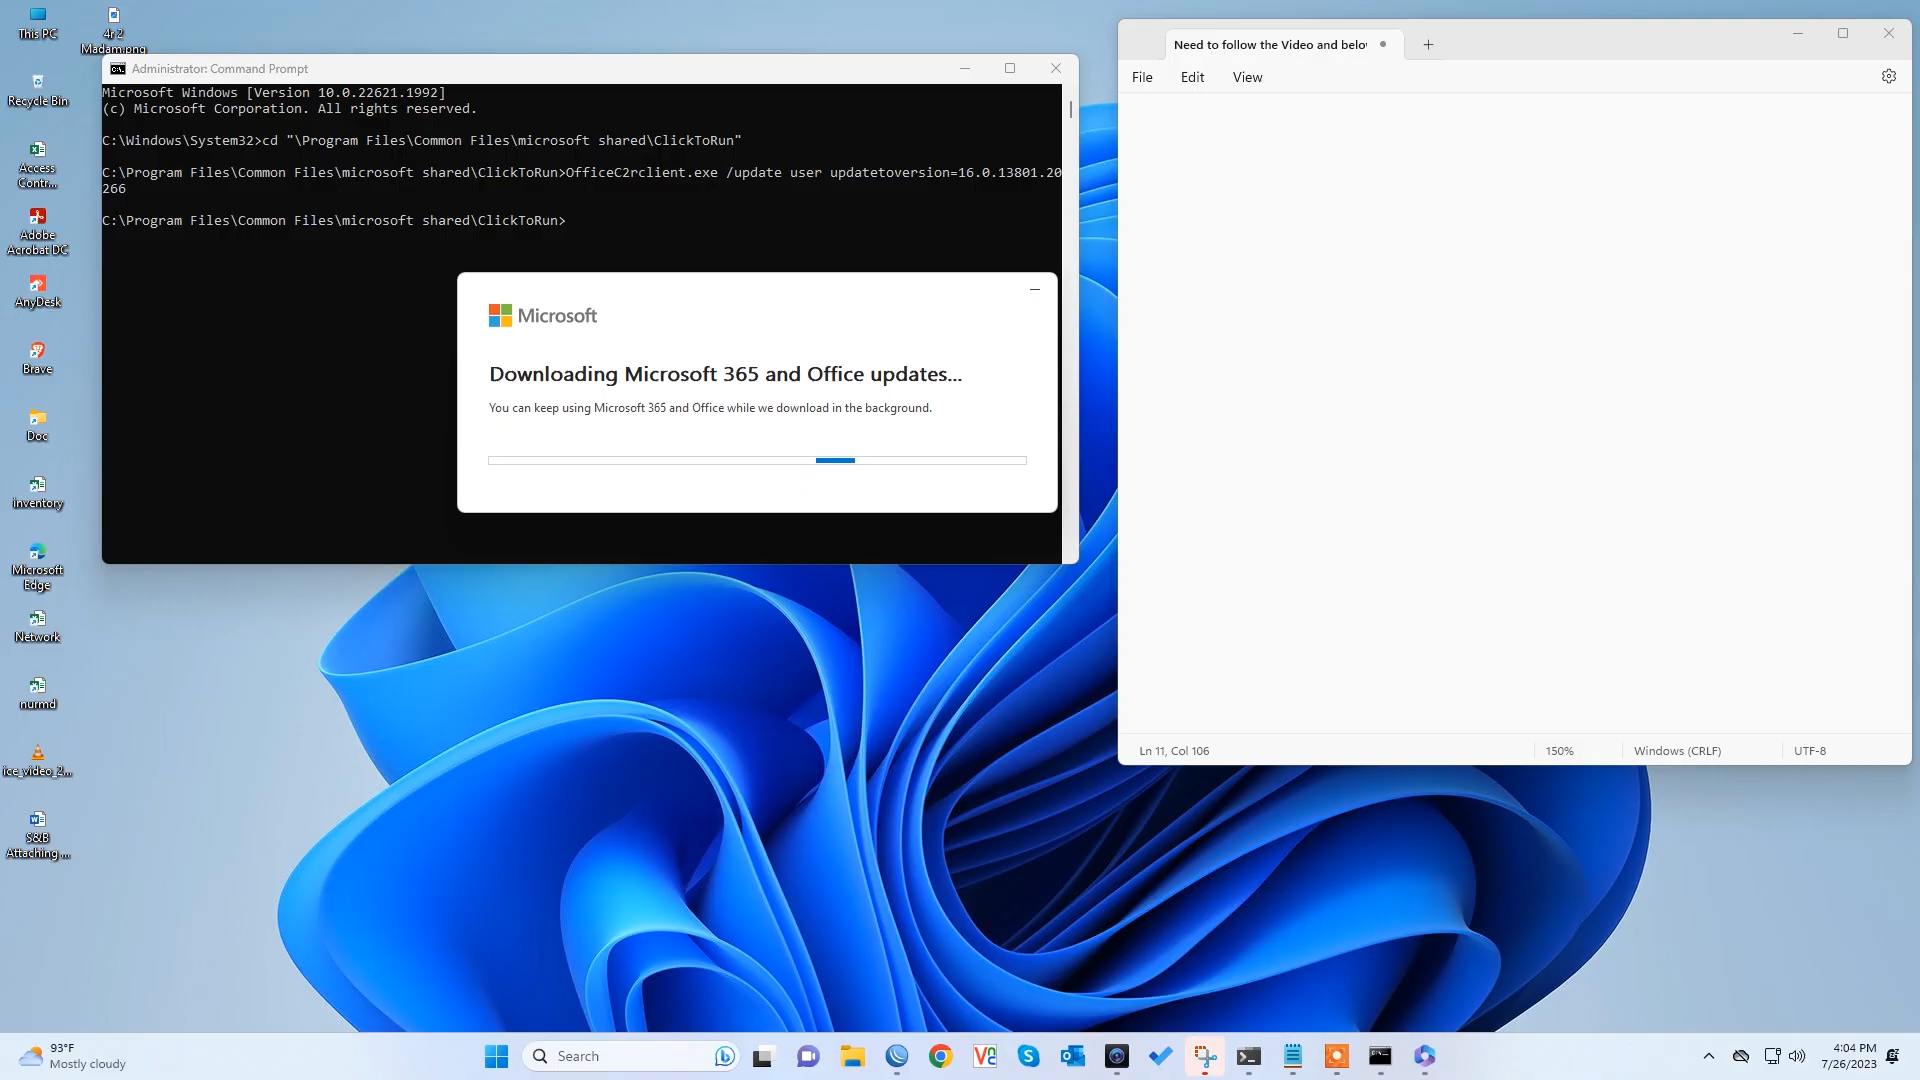 This PC
4r 2
Madam.png
Recycle Bin
Access
Contr...
Adobe
Acrobat DC
AnyDesk
Brave
Doc
inventory
Microsoft
Edge
Network
nurmd
ice_video_2...
S&B
Attaching ...
Administrator: Command Prompt
Microsoft Windows [Version 10.0.22621.1992]
(c) Microsoft Corporation. All rights reserved.
C:\Windows\System32>cd "\Program Files\Common Files\microsoft shared\ClickToRun"
C:\Program Files\Common Files\microsoft shared\ClickToRun>OfficeC2rclient.exe /update user updatetoversion=16.0.13801.20
266
C:\Program Files\Common Files\microsoft shared\ClickToRun>
Microsoft
Downloading Microsoft 365 and Office updates...
You can keep using Microsoft 365 and Office while we download in the background.
Need to follow the Video and belo
File Edit View
Ln 11, Col 106 150% Windows (CRLF) UTF-8
93°F
Mostly cloudy
Search
4:04 PM
7/26/2023